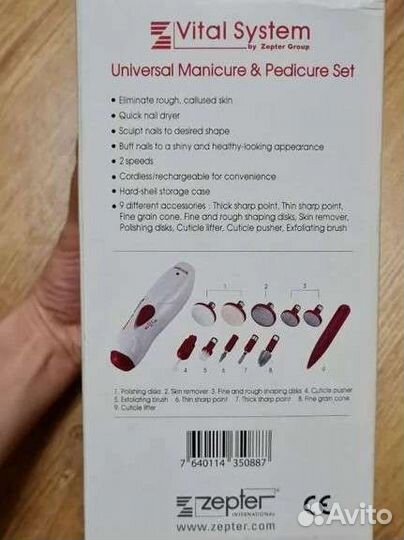 Vital System
by Zepter Group
Universal Manicure & Pedicure Set
• Eliminate rough, callused skin
• Quick nail dryer
• Sculpt nails to desired shape
• Buff nails to a shiny and healthy-looking appearance
• 2 speeds
• Cordless/rechargeable for convenience
• Hard-shell storage case
• 9 different accessories : Thick sharp point, Thin sharp point,
Fine grain cone, Fine and rough shaping disks, Skin remover,
Polishing disks, Cuticle lifter, Cuticle pusher, Exfoliating brush
1 2 3
4 5 6 7 8 9
1. Polishing disks 2. Skin remover 3. Fine and rough shaping disks 4. Cuticle pusher
5. Exfoliating brush 6. Thin sharp point 7. Thick sharp point 8. Fine grain cone
9. Cuticle lifter
7 640114 350887
zepter
INTERNATIONAL
www.zepter.com
CE
Avito